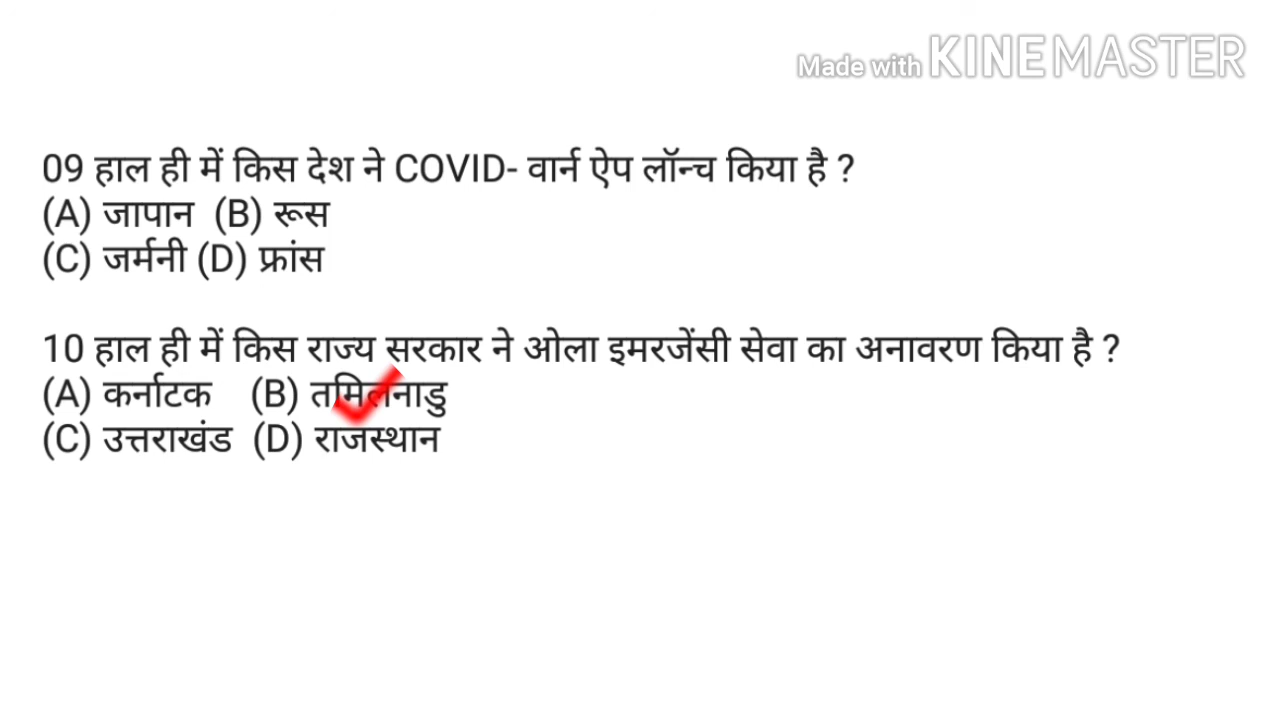 Made with KINEMASTER
09 हाल ही में किस देश ने COVID- वार्न ऐप लॉन्च किया है ?
(A) जापान (B) रूस
(C) जर्मनी (D) फ्रांस
10 हाल ही में किस राज्य सरकार ने ओला इमरजेंसी सेवा का अनावरण किया है ?
(A) कर्नाटक (B) तमिलनाडु
(C) उत्तराखंड (D) राजस्थान